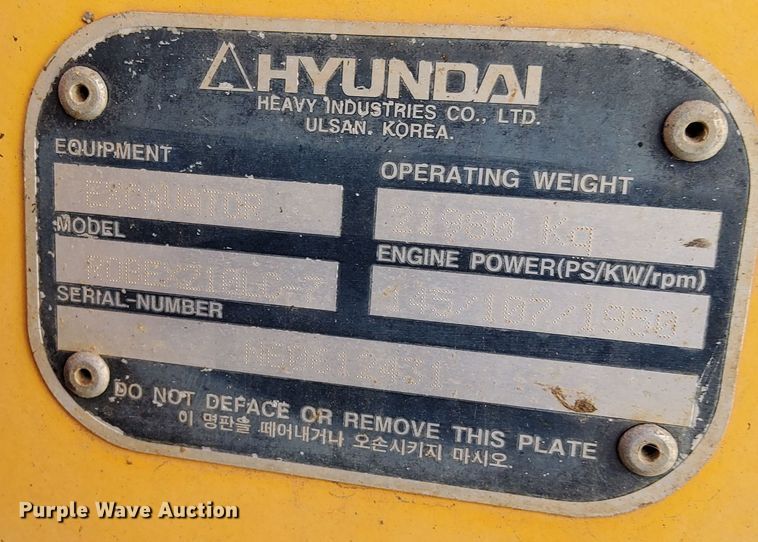 HYUNDAI
HEAVY INDUSTRIES CO., LTD.
ULSAN. KOREA.
EQUIPMENT
EXCAVATOR
OPERATING WEIGHT
Kg
MODEL
ROBEX210LC-7
ENGINE POWER(PS/KW/rpm)
145/107/1950
SERIAL-NUMBER
DO NOT DEFACE OR REMOVE THIS PLATE
이 명판을 떼어내거나 오손시키지 마시오.
Purple Wave Auction